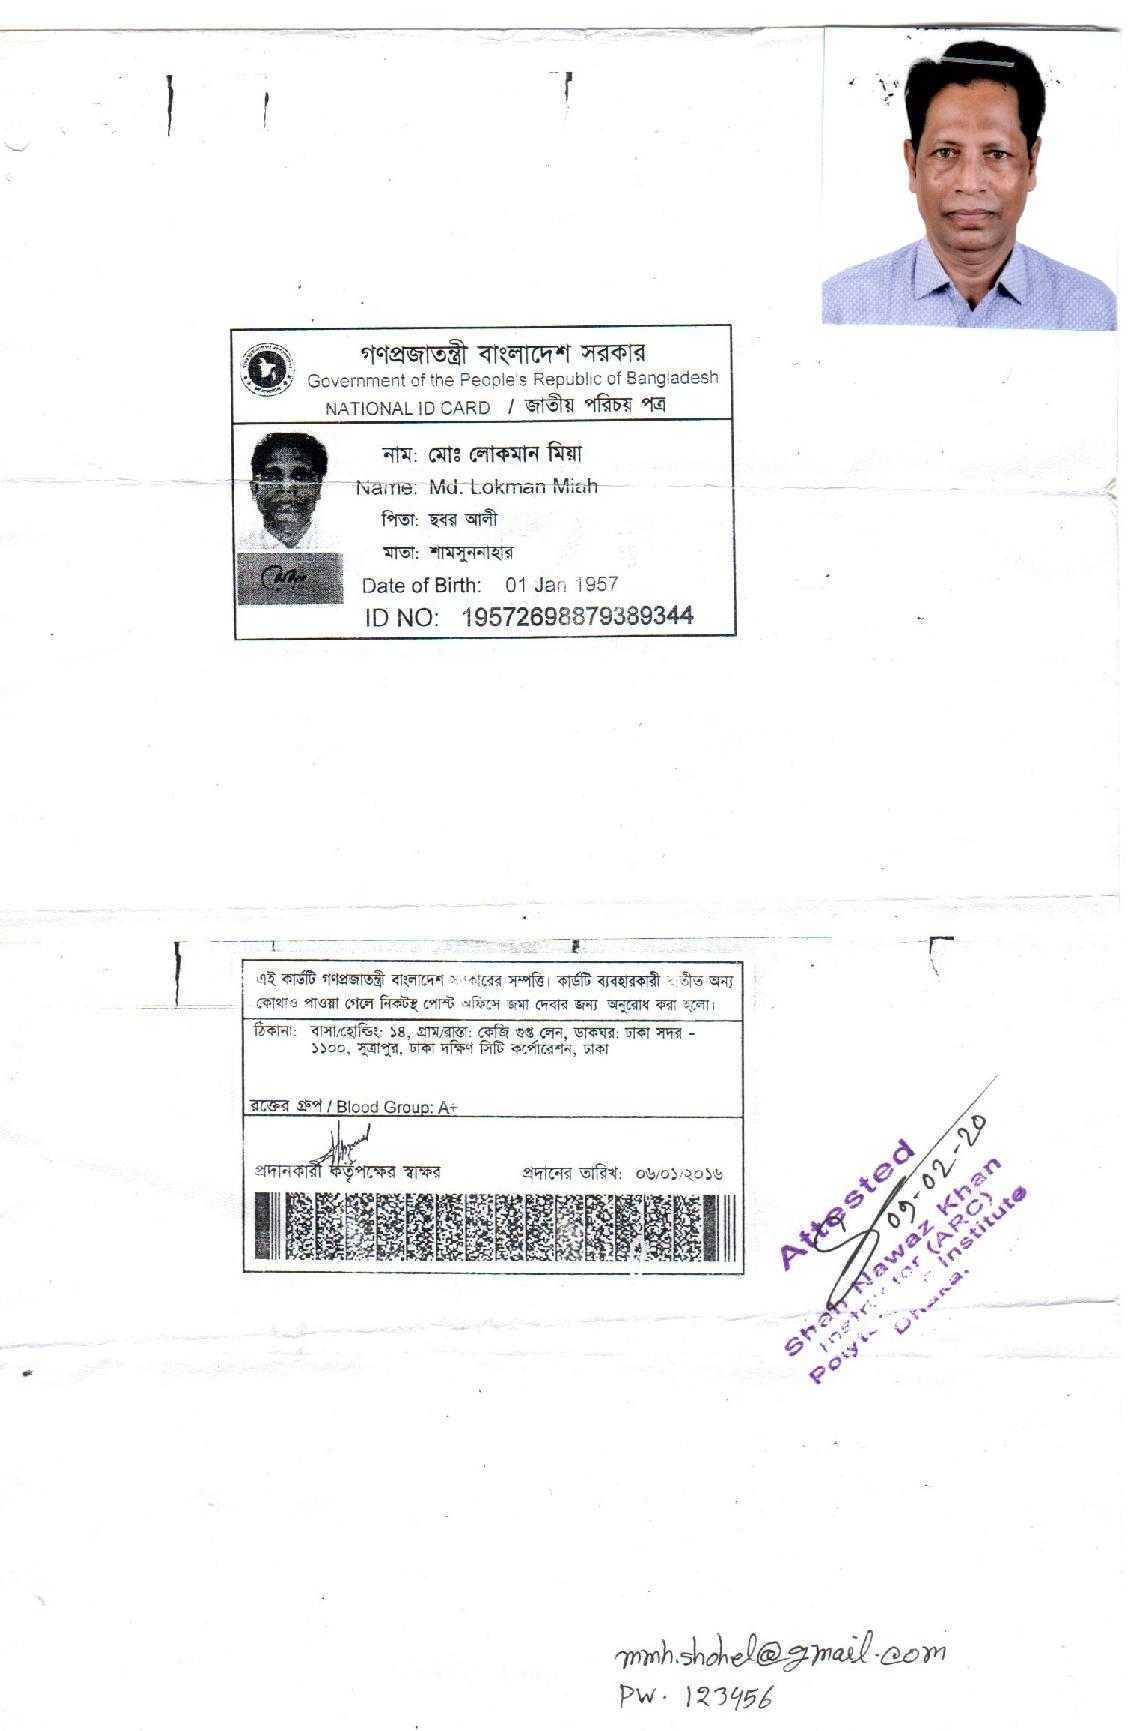 গণপ্রজাতন্ত্রী বাংলাদেশ সরকার
Government of the People's Republic of Bangladesh
NATIONAL ID CARD / জাতীয় পরিচয় পত্র
নাম: মোঃ লোকমান মিয়া
Name: Md. Lokman Miah
পিতা: ছবর আলী
মাতা: শামসুননাহার
Date of Birth: 01 Jan 1957
ID NO: 19572698879389344
এই কার্ডটি গণপ্রজাতন্ত্রী বাংলাদেশ সরকারের সম্পত্তি। কার্ডটি ব্যবহারকারী ব্যতীত অন্য
কোথাও পাওয়া গেলে নিকটস্থ পোস্ট অফিসে জমা দেবার জন্য অনুরোধ করা হলো।
ঠিকানা: বাসা/হোল্ডিং: ১৪, গ্রাম/রাস্তা: কেজি গুপ্ত লেন, ডাকঘর: ঢাকা সদর -
১১০০, সূত্রাপুর, ঢাকা দক্ষিণ সিটি কর্পোরেশন, ঢাকা
রক্তের গ্রুপ / Blood Group: A+
প্রদানকারী কর্তৃপক্ষের স্বাক্ষর প্রদানের তারিখ: ০৬/০১/২০১৬
Attested
09-02-20
Shah Nawaz Khan
Instructor (ARC)
Institute
Dhaka.
mmh.shohel@gmail.com
PW. 123456